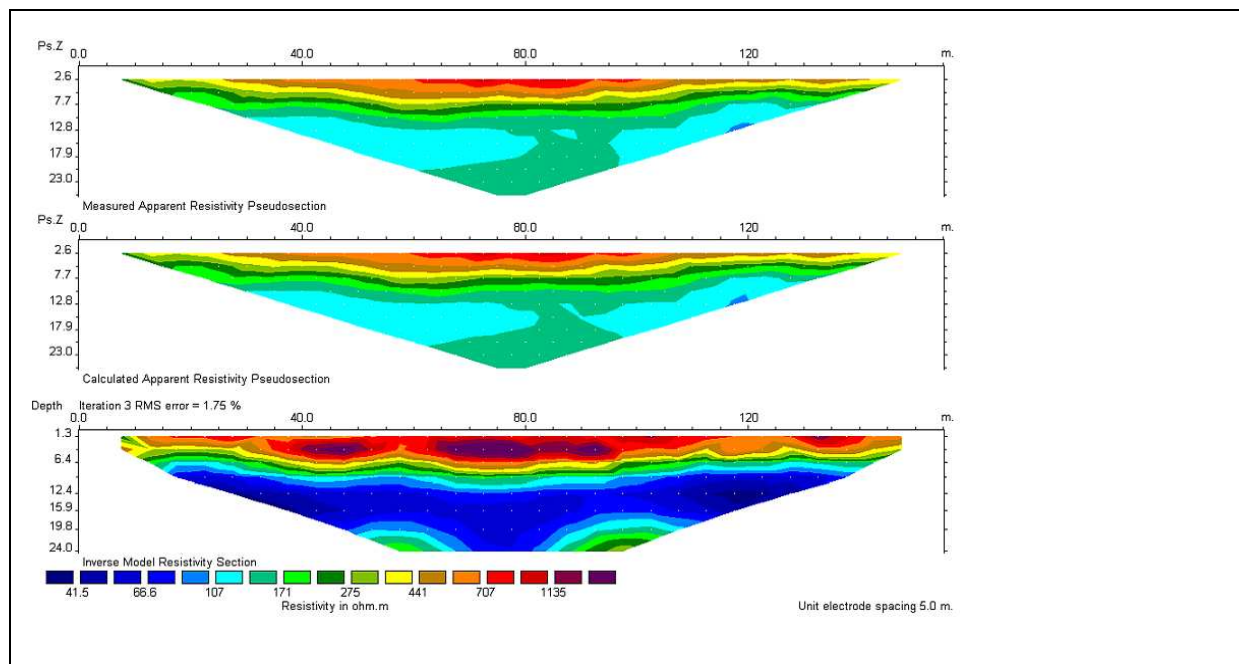 Ps.Z 0.0 40.0 80.0 120 m.
2.6
7.7
12.8
17.9
23.0
Measured Apparent Resistivity Pseudosection
Ps.Z 0.0 40.0 80.0 120 m.
2.6
7.7
12.8
17.9
23.0
Calculated Apparent Resistivity Pseudosection
Depth Iteration 3 RMS error = 1.75 %
0.0 40.0 80.0 120 m.
1.3
6.4
12.4
15.9
19.8
24.0
Inverse Model Resistivity Section
41.5 66.6 107 171 275 441 707 1135
Resistivity in ohm.m Unit electrode spacing 5.0 m.